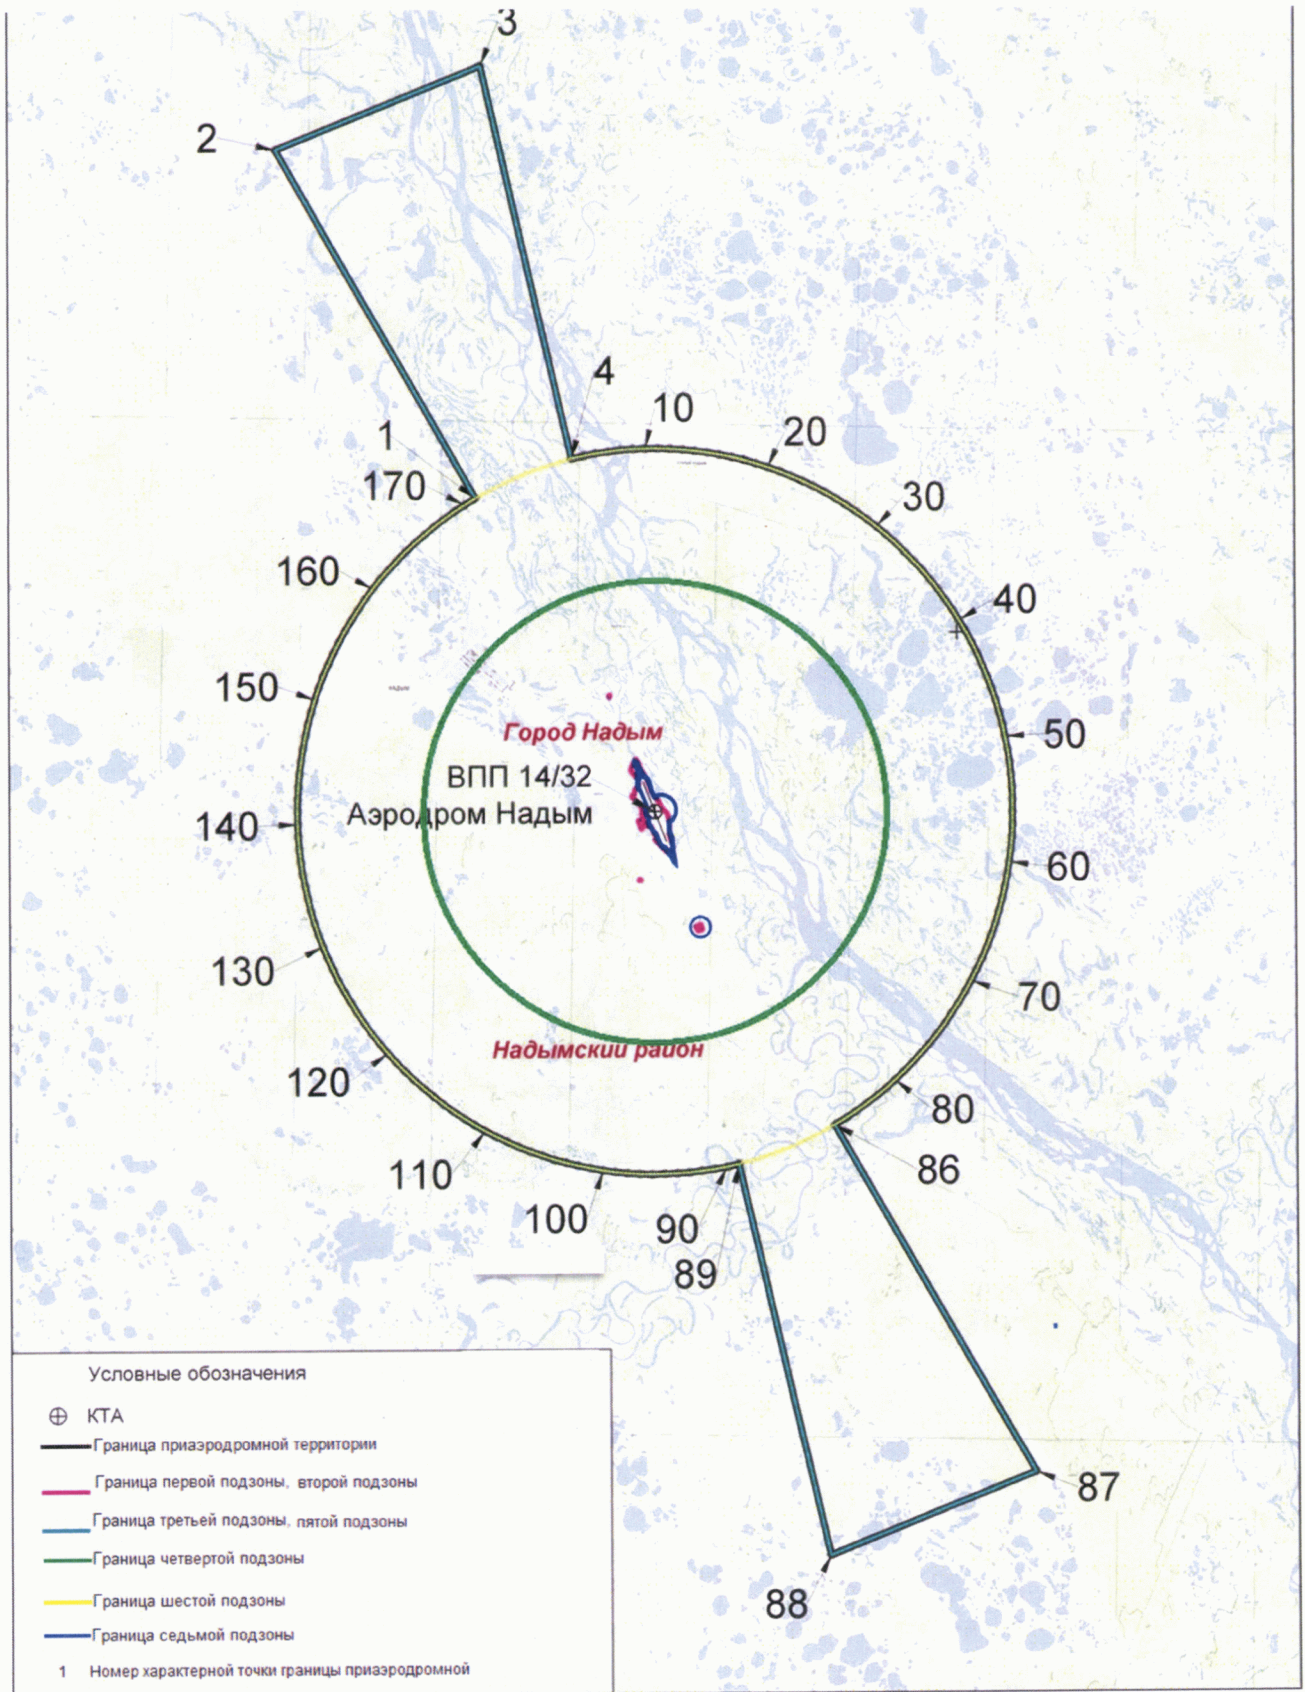 3
2
4
10
1
20
170
30
160
40
150
надым
50
Город Надым
ВПП 14/32
Аэродром Надым
140
60
130
70
Надымский район
120
80
110
86
100
90
89
87
88
Условные обозначения
КТА
Граница приаэродромной территории
Граница первой подзоны, второй подзоны
Граница третьей подзоны, пятой подзоны
Граница четвертой подзоны
Граница шестой подзоны
Граница седьмой подзоны
1 Номер характерной точки границы приаэродромной